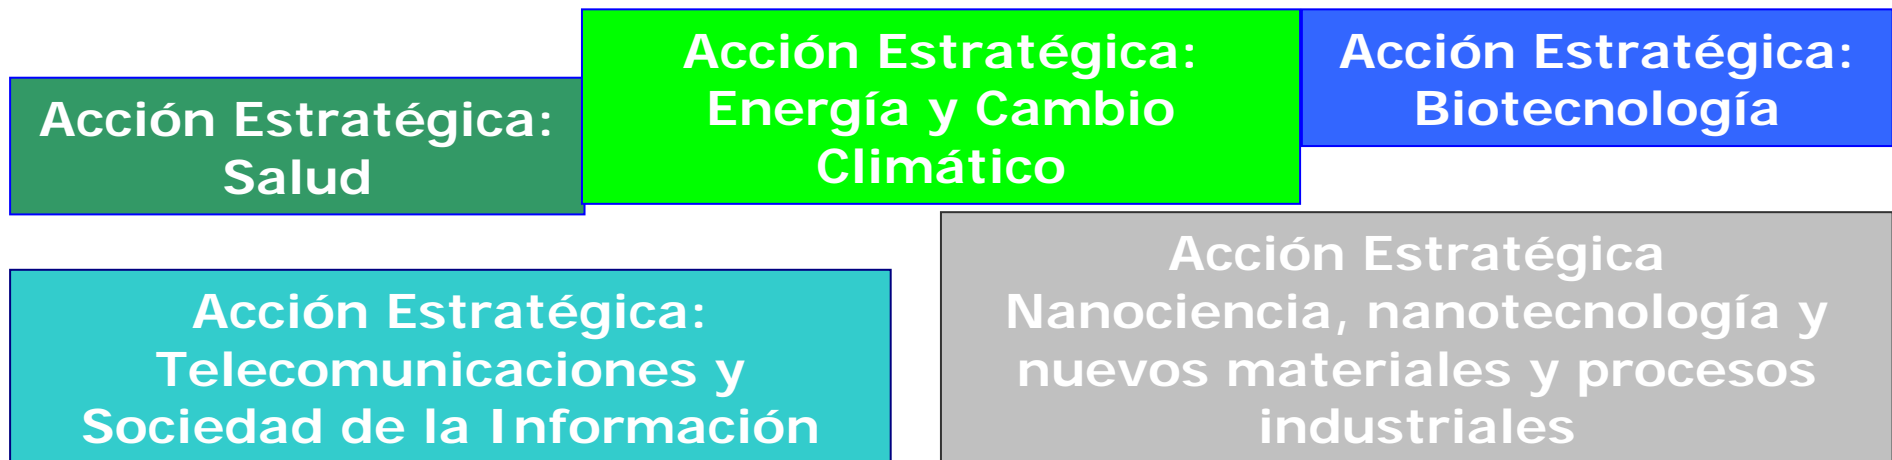 Acción Estratégica:
Salud
Acción Estratégica:
Energía y Cambio
Climático
Acción Estratégica:
Biotecnología
Acción Estratégica:
Telecomunicaciones y
Sociedad de la Información
Acción Estratégica
Nanociencia, nanotecnología y
nuevos materiales y procesos
industriales